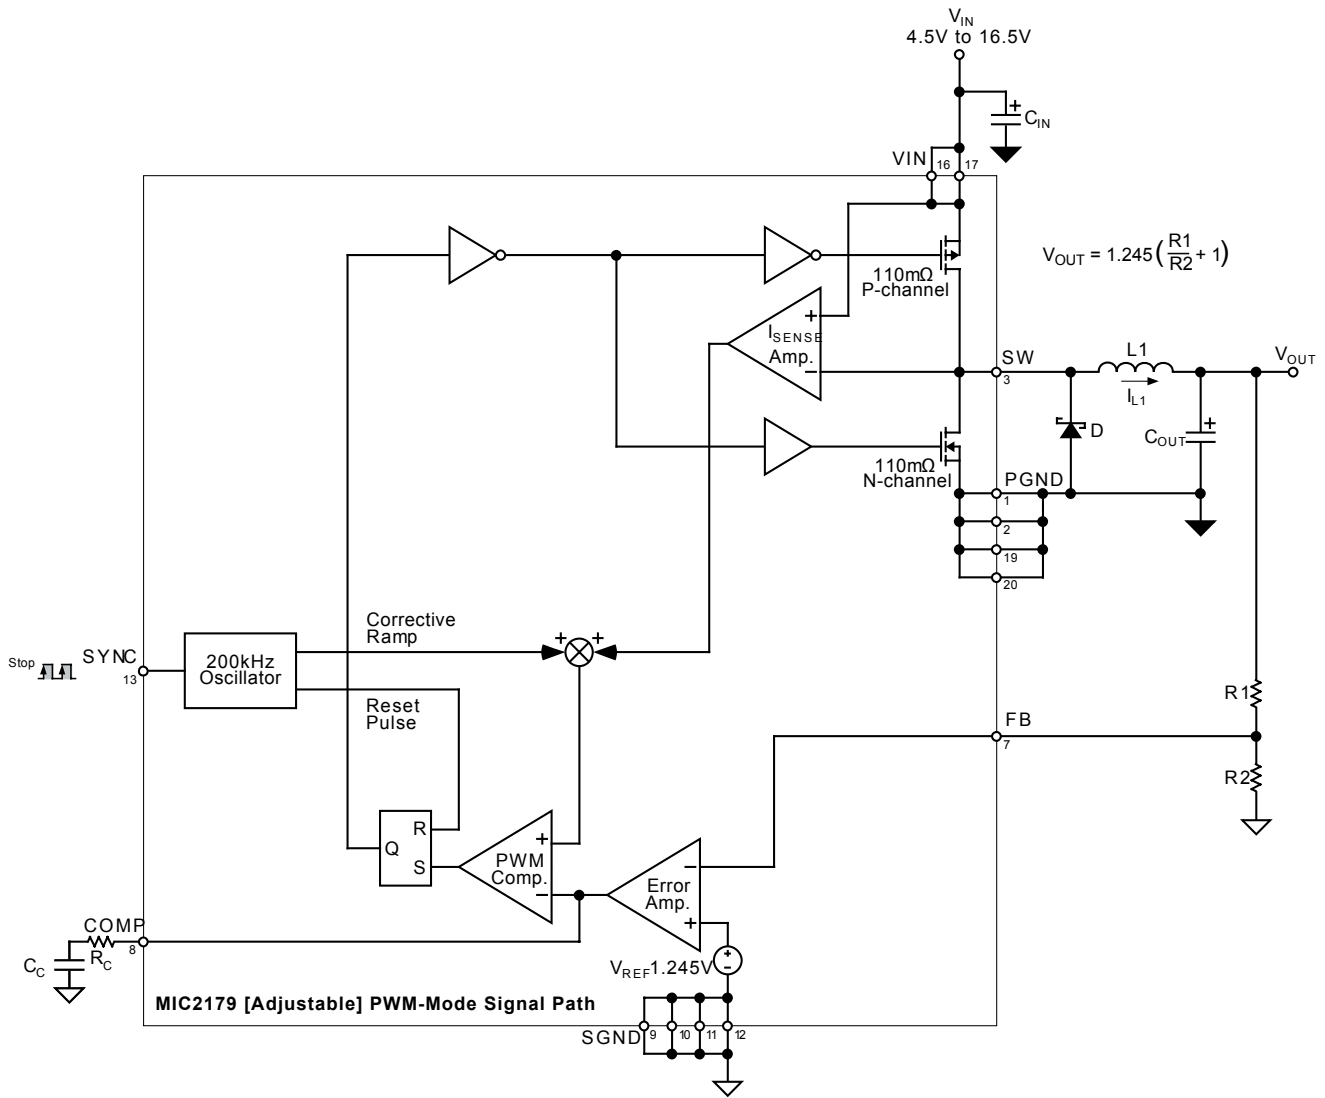 VIN
4.5V to 16.5V
+
CIN
VIN
16
17
VOUT = 1.245(R1/R2 + 1)
110mΩ
P-channel
+
ISENSE
Amp.
−
SW
3
L1
IL1
VOUT
D
+
COUT
110mΩ
N-channel
PGND
1
2
19
20
Corrective
Ramp
+
+
Stop
SYNC
13
200kHz
Oscillator
Reset
Pulse
R1
FB
7
R2
R
Q
S
+
PWM
Comp.
−
−
Error
Amp.
+
COMP
8
RC
CC
VREF1.245V
+
−
MIC2179 [Adjustable] PWM-Mode Signal Path
SGND
9
10
11
12